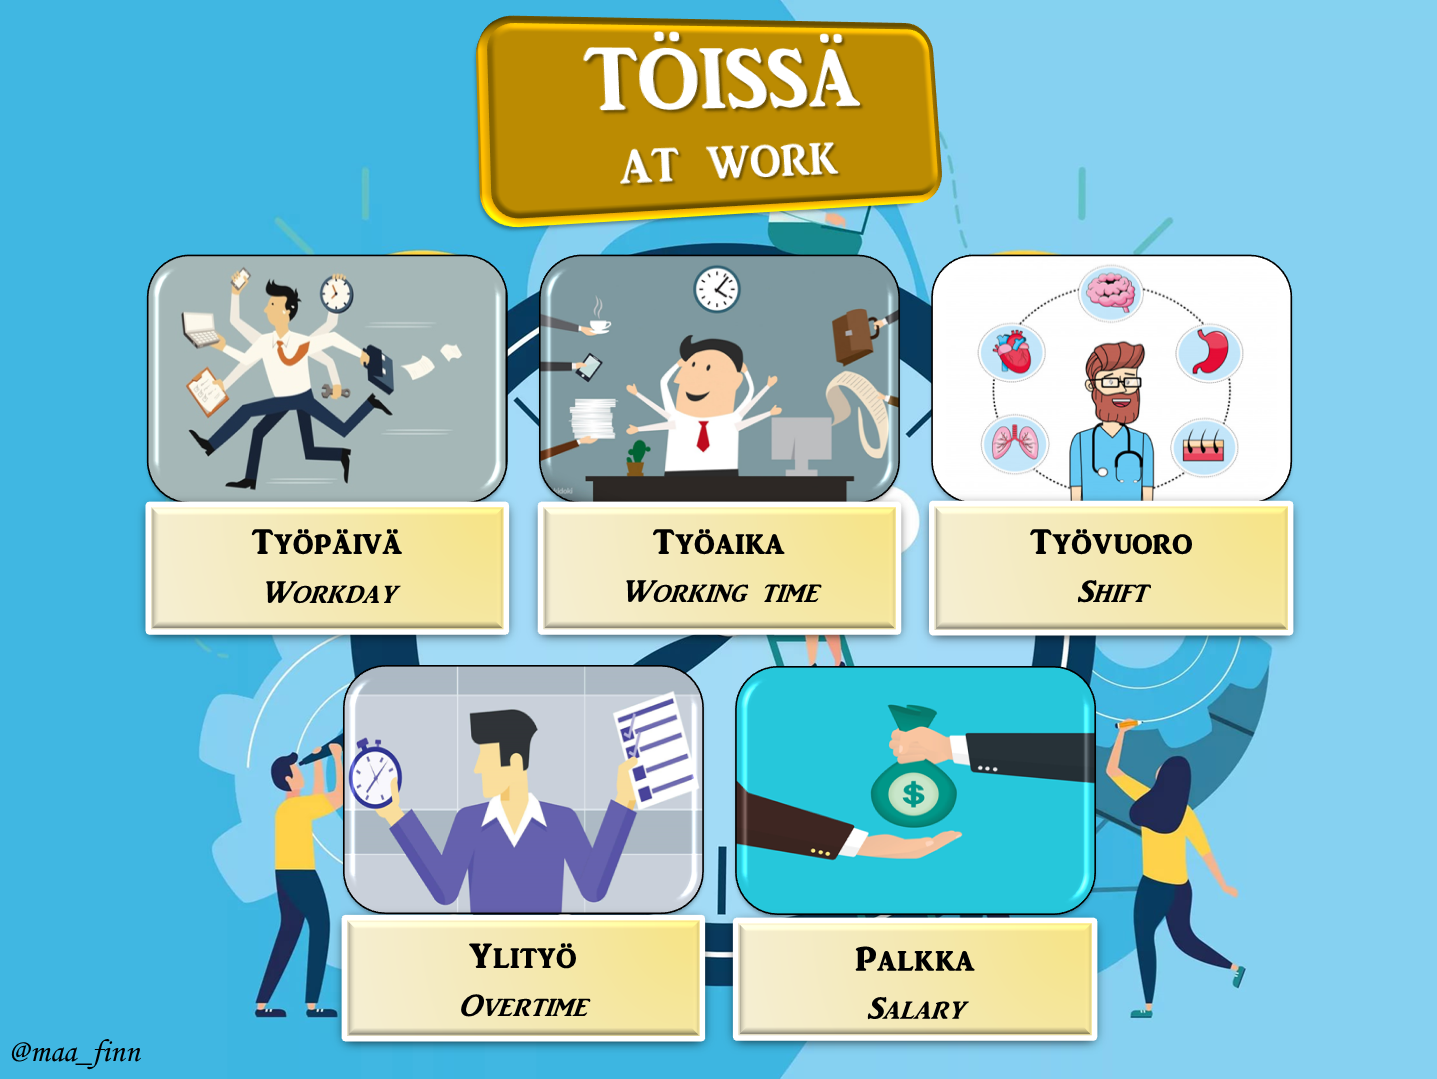 TÖISSÄ
AT WORK
TYÖPÄIVÄ
WORKDAY
TYÖAIKA
WORKING TIME
TYÖVUORO
SHIFT
YLITYÖ
OVERTIME
PALKKA
SALARY
@maa_finn